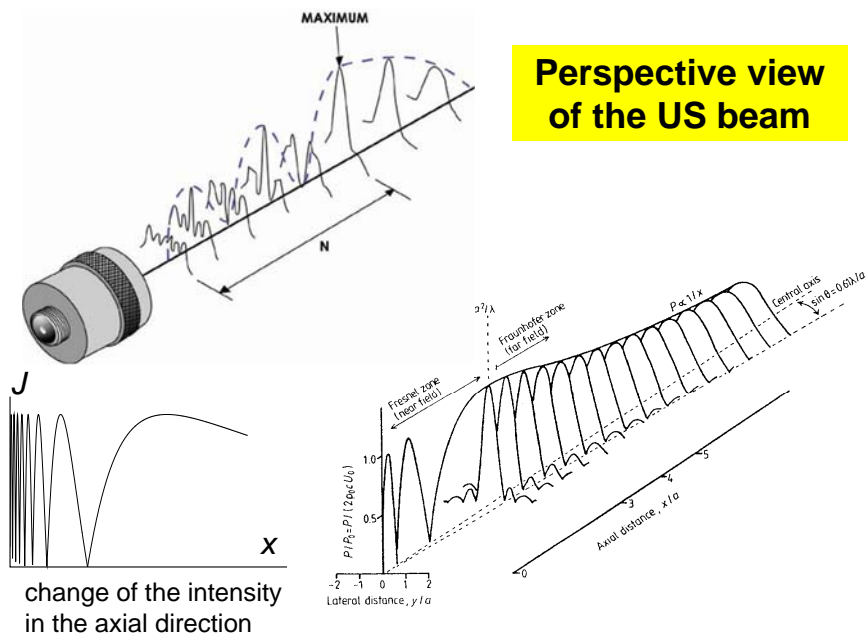 MAXIMUM
Perspective view
of the US beam
N
a²/λ
Fraunhofer zone
(far field)
Fresnel zone
(near field)
P ∝ 1/x
Central axis
sin θ = 0.61λ/a
J
x
change of the intensity
in the axial direction
P / P₀ = P / (2ρ₀cU₀)
1.0
0.5
-2 -1 0 1 2
Lateral distance, y/a
0
3
4
5
Axial distance, x/a